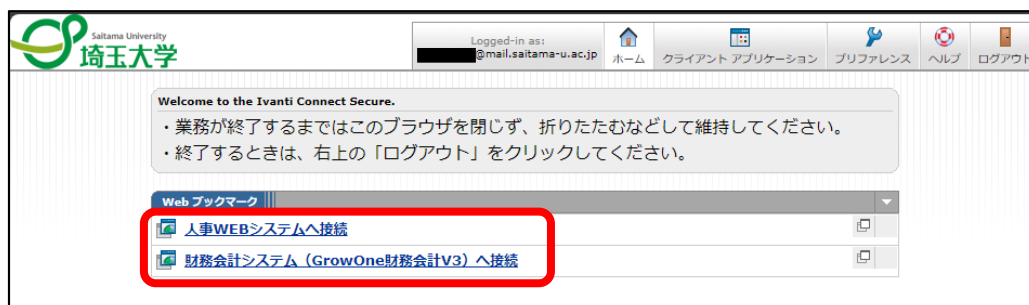 Saitama University
埼玉大学
Logged-in as:
@mail.saitama-u.ac.jp
ホーム
クライアント アプリケーション
プリファレンス
ヘルプ
ログアウト
Welcome to the Ivanti Connect Secure.
・業務が終了するまではこのブラウザを閉じず、折りたたむなどして維持してください。
・終了するときは、右上の「ログアウト」をクリックしてください。
Web ブックマーク
人事WEBシステムへ接続
財務会計システム（GrowOne財務会計V3）へ接続